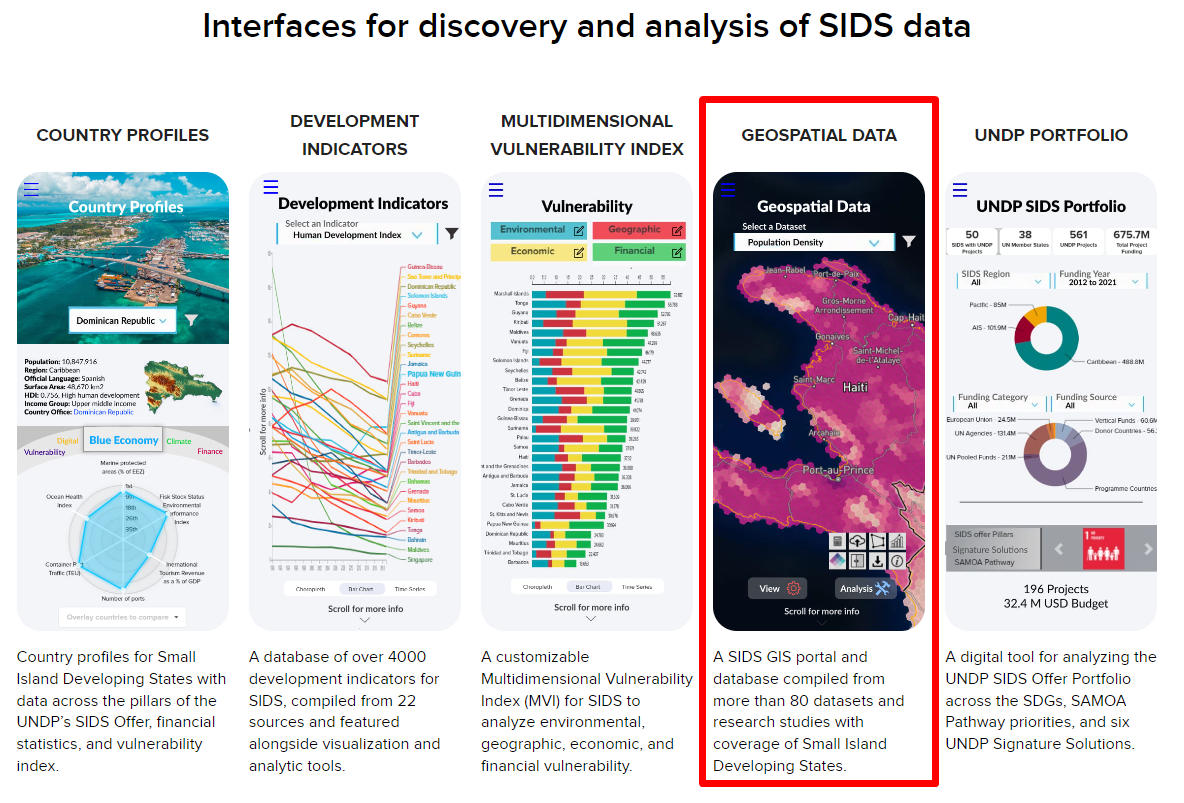 Interfaces for discovery and analysis of SIDS data
COUNTRY PROFILES
Country Profiles
Dominican Republic
Population: 10,847,916
Region: Caribbean
Official Language: Spanish
Surface Area: 48,670 km2
HDI: 0.756, High human development
Income Group: Upper middle income
Country Office: Dominican Republic
Digital
Blue Economy
Climate
Vulnerability
Finance
Marine protected
areas (% of EEZ)
Ocean Health
Index
Fish Stock Status
Index
International
Tourism Revenue
as a % of GDP
Number of ports
Container P
Traffic (TEU)
Overlay countries to compare
Country profiles for Small
Island Developing States with
data across the pillars of the
UNDP's SIDS Offer, financial
statistics, and vulnerability
index.
DEVELOPMENT
INDICATORS
Development Indicators
Select an Indicator
Human Development Index
Scroll for more info
Guinea-Bissau
Sao Tome and Principe
Dominican Republic
Solomon Islands
Guyana
Cabo Verde
Belize
Comoros
Seychelles
Suriname
Jamaica
Papua New Guin
Haiti
Cuba
Fiji
Vanuatu
Saint Vincent and the
Antigua and Barbuda
Saint Lucia
Timor-Leste
Barbados
Trinidad and Tobago
Bahamas
Grenada
Mauritius
Samoa
Kiribati
Tonga
Bahrain
Maldives
Singapore
Choropleth
Bar Chart
Time Series
Scroll for more info
A database of over 4000
development indicators for
SIDS, compiled from 22
sources and featured
alongside visualization and
analytic tools.
MULTIDIMENSIONAL
VULNERABILITY INDEX
Vulnerability
Environmental
Geographic
Economic
Financial
Marshall Islands
Tonga
Guyana
Kiribati
Maldives
Vanuatu
Fiji
Solomon Islands
Seychelles
Belize
Timor Leste
Grenada
Dominica
Guinea-Bissau
Suriname
Palau
Samoa
Haiti
nt and the Grenadines
Antigua and Barbuda
Jamaica
St. Lucia
Cabo Verde
St. Kitts and Nevis
Papua New Guinea
Dominican Republic
Mauritius
Trinidad and Tobago
Barbados
Choropleth
Bar Chart
Time Series
Scroll for more info
A customizable
Multidimensional Vulnerability
Index (MVI) for SIDS to
analyze environmental,
geographic, economic, and
financial vulnerability.
GEOSPATIAL DATA
Geospatial Data
Select a Dataset
Population Density
Jean-Rabel
Port-de-Paix
Gros-Morne
Arrondissement
Cap-Hait
Gonaives
Saint-Michel-
de-l'Atalaye
Saint-Marc
Haiti
Arcahaie
Port-au-Prince
View
Analysis
Scroll for more info
A SIDS GIS portal and
database compiled from
more than 80 datasets and
research studies with
coverage of Small Island
Developing States.
UNDP PORTFOLIO
UNDP SIDS Portfolio
50
SIDS with UNDP
Projects
38
UN Member States
561
UNDP Projects
675.7M
Total Project
Funding
SIDS Region
All
Funding Year
2012 to 2021
Pacific - 85M
AIS - 101.9M
Caribbean - 488.8M
Funding Category
All
Funding Source
All
European Union - 24.5M
UN Agencies - 131.4M
UN Pooled Funds - 21.1M
Vertical Funds - 60.6M
Donor Countries - 56.
Programme Countries
SIDS offer Pillars
Signature Solutions
SAMOA Pathway
1 NO POVERTY
196 Projects
32.4 M USD Budget
A digital tool for analyzing the
UNDP SIDS Offer Portfolio
across the SDGs, SAMOA
Pathway priorities, and six
UNDP Signature Solutions.